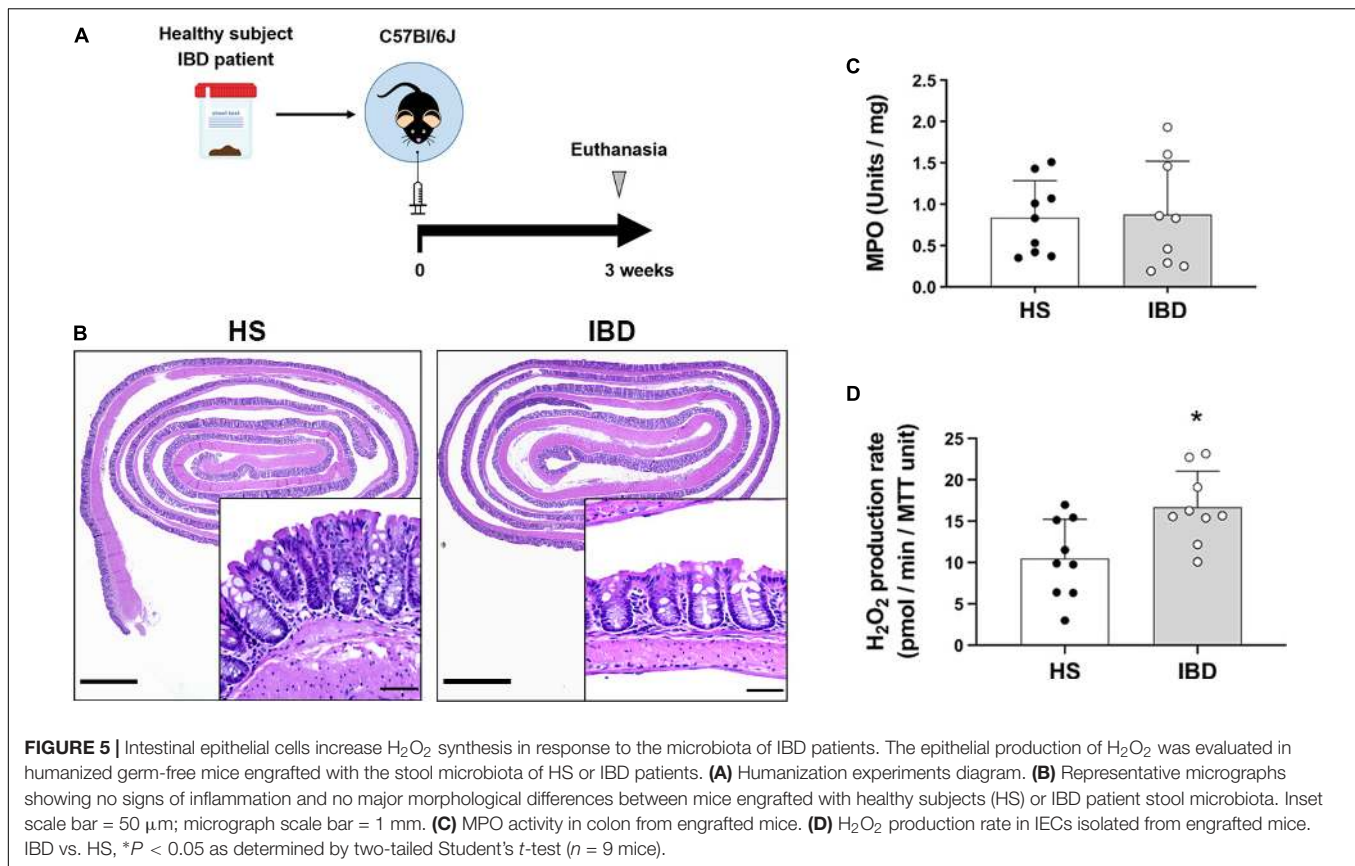 A
Healthy subject
IBD patient
C57Bl/6J
Euthanasia
0
3 weeks
B
HS
IBD
C
MPO (Units / mg)
2.5
2.0
1.5
1.0
0.5
0.0
HS
IBD
D
H₂O₂ production rate
(pmol / min / MTT unit)
25
20
15
10
5
0
*
HS
IBD
FIGURE 5 | Intestinal epithelial cells increase H₂O₂ synthesis in response to the microbiota of IBD patients. The epithelial production of H₂O₂ was evaluated in
humanized germ-free mice engrafted with the stool microbiota of HS or IBD patients. (A) Humanization experiments diagram. (B) Representative micrographs
showing no signs of inflammation and no major morphological differences between mice engrafted with healthy subjects (HS) or IBD patient stool microbiota. Inset
scale bar = 50 μm; micrograph scale bar = 1 mm. (C) MPO activity in colon from engrafted mice. (D) H₂O₂ production rate in IECs isolated from engrafted mice.
IBD vs. HS, *P < 0.05 as determined by two-tailed Student's t-test (n = 9 mice).